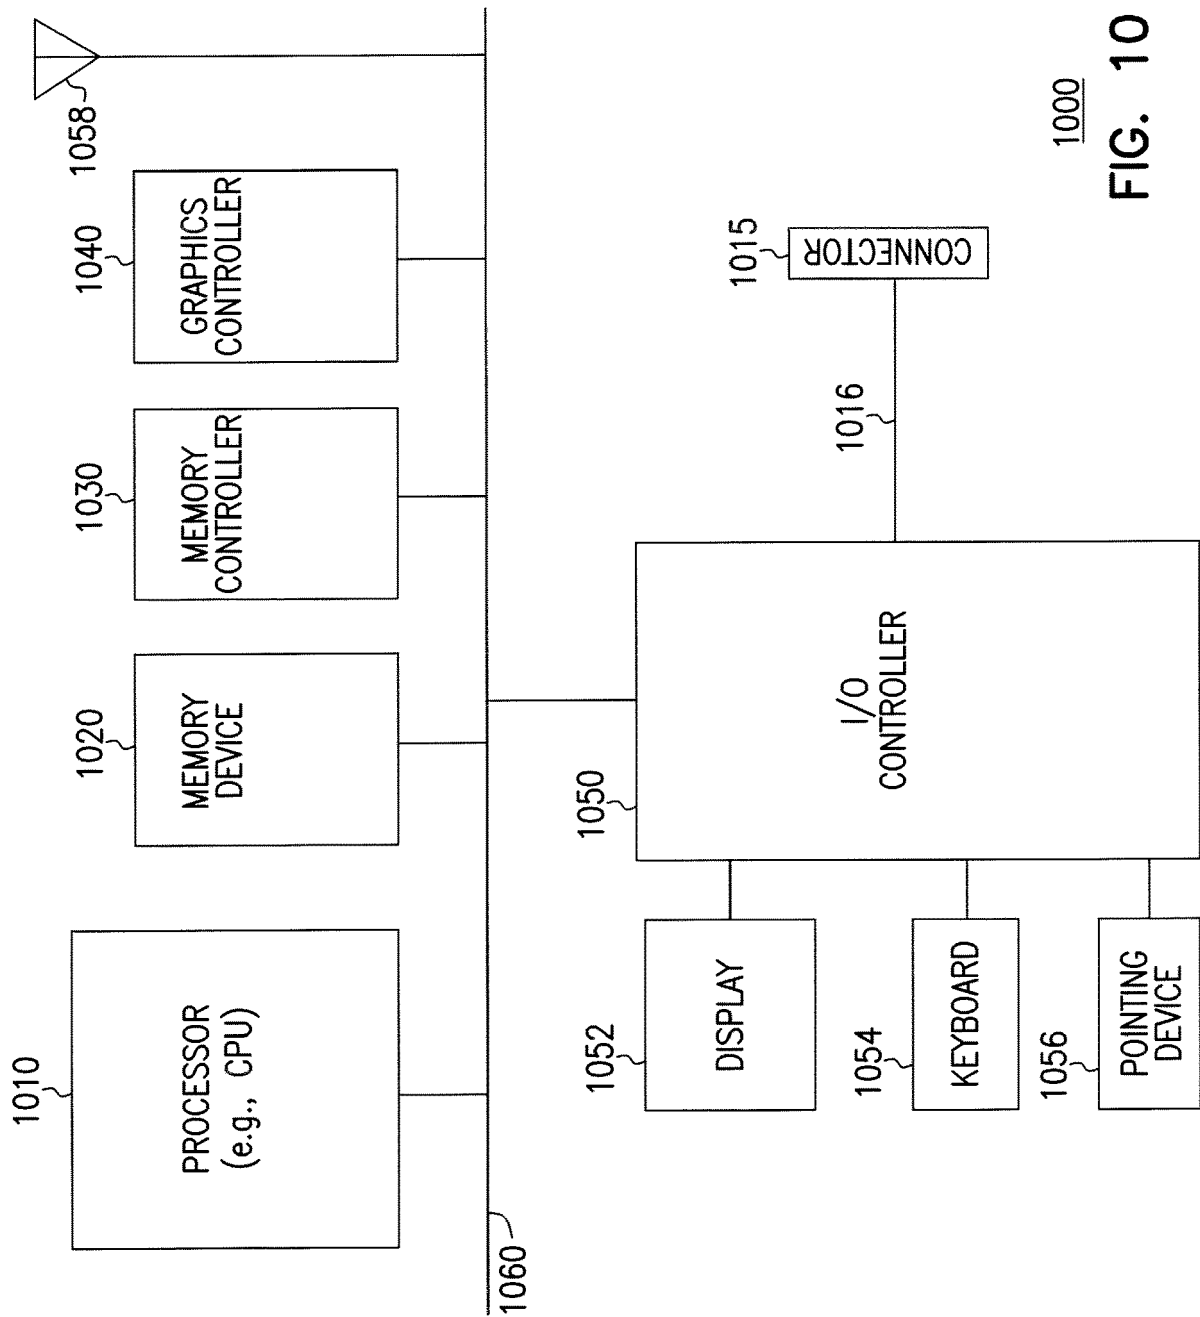 1010
PROCESSOR
(e.g., CPU)
1020
MEMORY
DEVICE
1030
MEMORY
CONTROLLER
1040
GRAPHICS
CONTROLLER
1058
1060
1050
I/O
CONTROLLER
1052
DISPLAY
1054
KEYBOARD
1056
POINTING
DEVICE
1016
1015
CONNECTOR
1000
FIG. 10